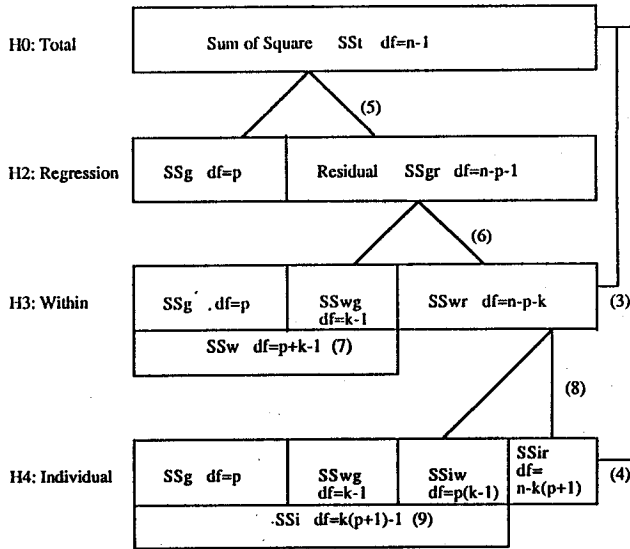 H0: Total
Sum of Square SSt df=n-1
(5)
H2: Regression
SSg df=p
Residual SSgr df=n-p-1
(6)
H3: Within
SSg df=p
SSwg
df=k-1
SSwr df=n-p-k
(3)
SSw df=p+k-1 (7)
(8)
H4: Individual
SSg df=p
SSwg
df=k-1
SSiw
df=p(k-1)
SSir
df=
n-k(p+1)
(4)
SSi df=k(p+1)-1 (9)